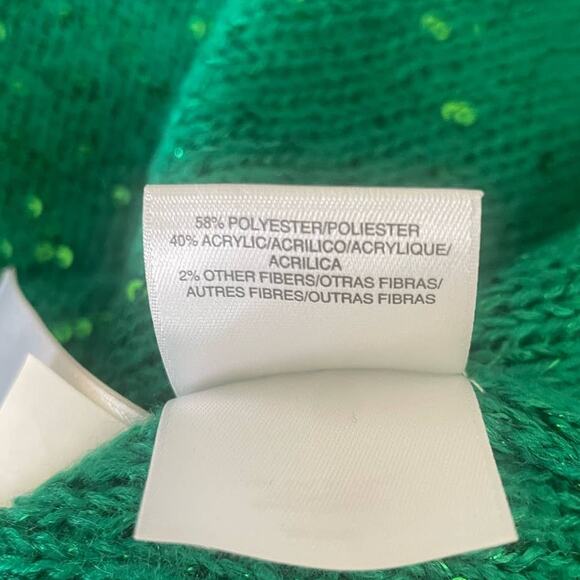 58% POLYESTER/POLIESTER
40% ACRYLIC/ACRILICO/ACRYLIQUE/
ACRILICA
2% OTHER FIBERS/OTRAS FIBRAS/
AUTRES FIBRES/OUTRAS FIBRAS